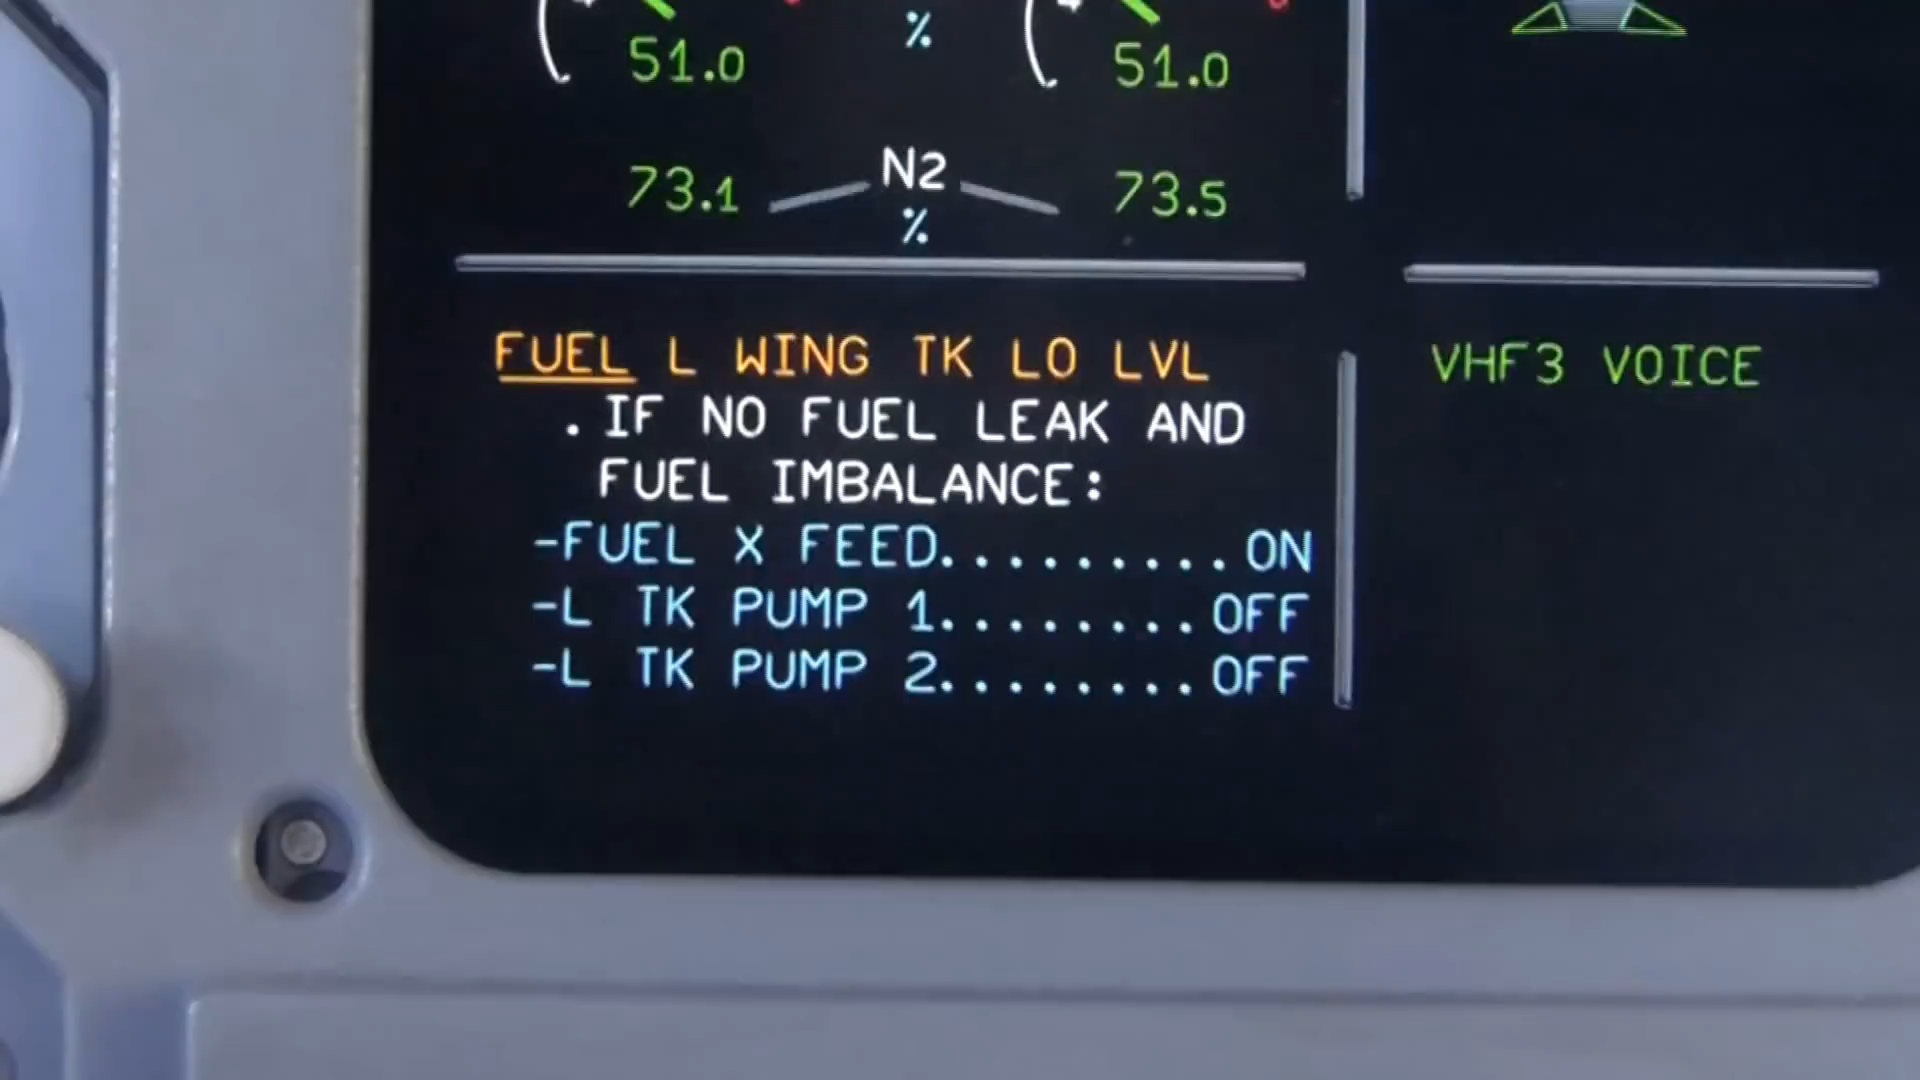 % 
51.0 51.0
N2
73.1 73.5
%
FUEL L WING TK LO LVL
.IF NO FUEL LEAK AND
FUEL IMBALANCE:
-FUEL X FEED.........ON
-L TK PUMP 1........OFF
-L TK PUMP 2........OFF
VHF3 VOICE